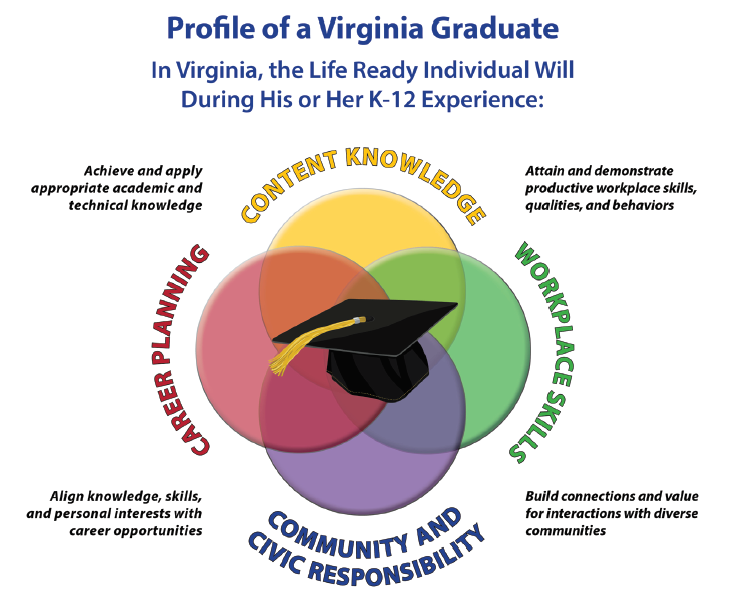 Profile of a Virginia Graduate
In Virginia, the Life Ready Individual Will
During His or Her K-12 Experience:
Achieve and apply
appropriate academic and
technical knowledge
CONTENT KNOWLEDGE
Attain and demonstrate
productive workplace skills,
qualities, and behaviors
CAREER PLANNING
WORKPLACE SKILLS
Align knowledge, skills,
and personal interests with
career opportunities
COMMUNITY AND
CIVIC RESPONSIBILITY
Build connections and value
for interactions with diverse
communities